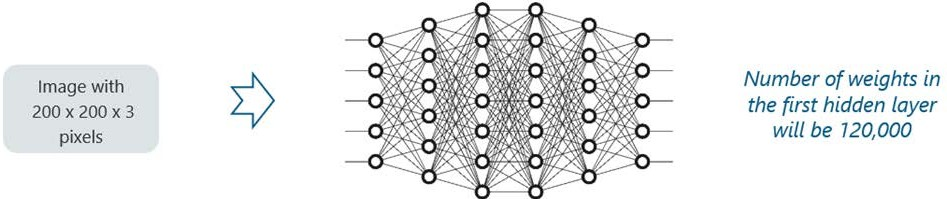 Image with
200 x 200 x 3
pixels
Number of weights in
the first hidden layer
will be 120,000